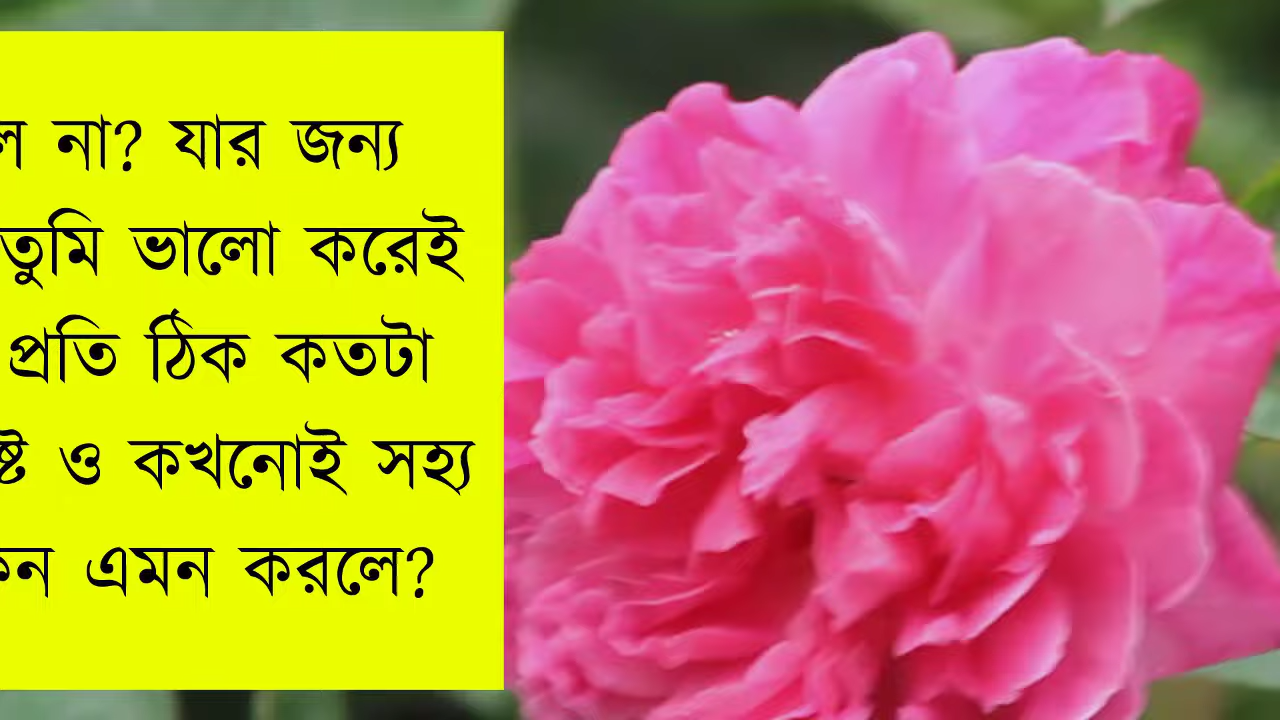 না? যার জন্য
তুমি ভালো করেই
প্রতি ঠিক কতটা
ও কখনোই সহ্য
এমন করলে?